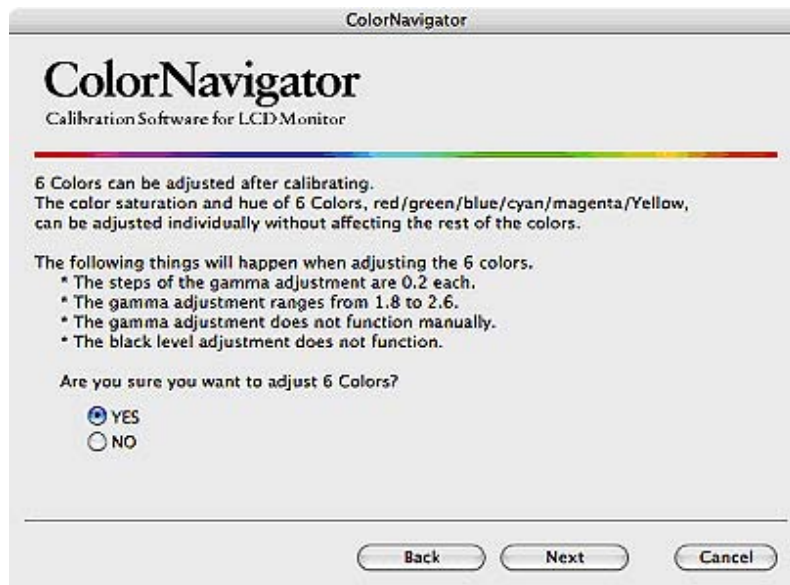 ColorNavigator
ColorNavigator
Calibration Software for LCD Monitor
6 Colors can be adjusted after calibrating.
The color saturation and hue of 6 Colors, red/green/blue/cyan/magenta/Yellow,
can be adjusted individually without affecting the rest of the colors.
The following things will happen when adjusting the 6 colors.
* The steps of the gamma adjustment are 0.2 each.
* The gamma adjustment ranges from 1.8 to 2.6.
* The gamma adjustment does not function manually.
* The black level adjustment does not function.
Are you sure you want to adjust 6 Colors?
YES
NO
Back Next Cancel